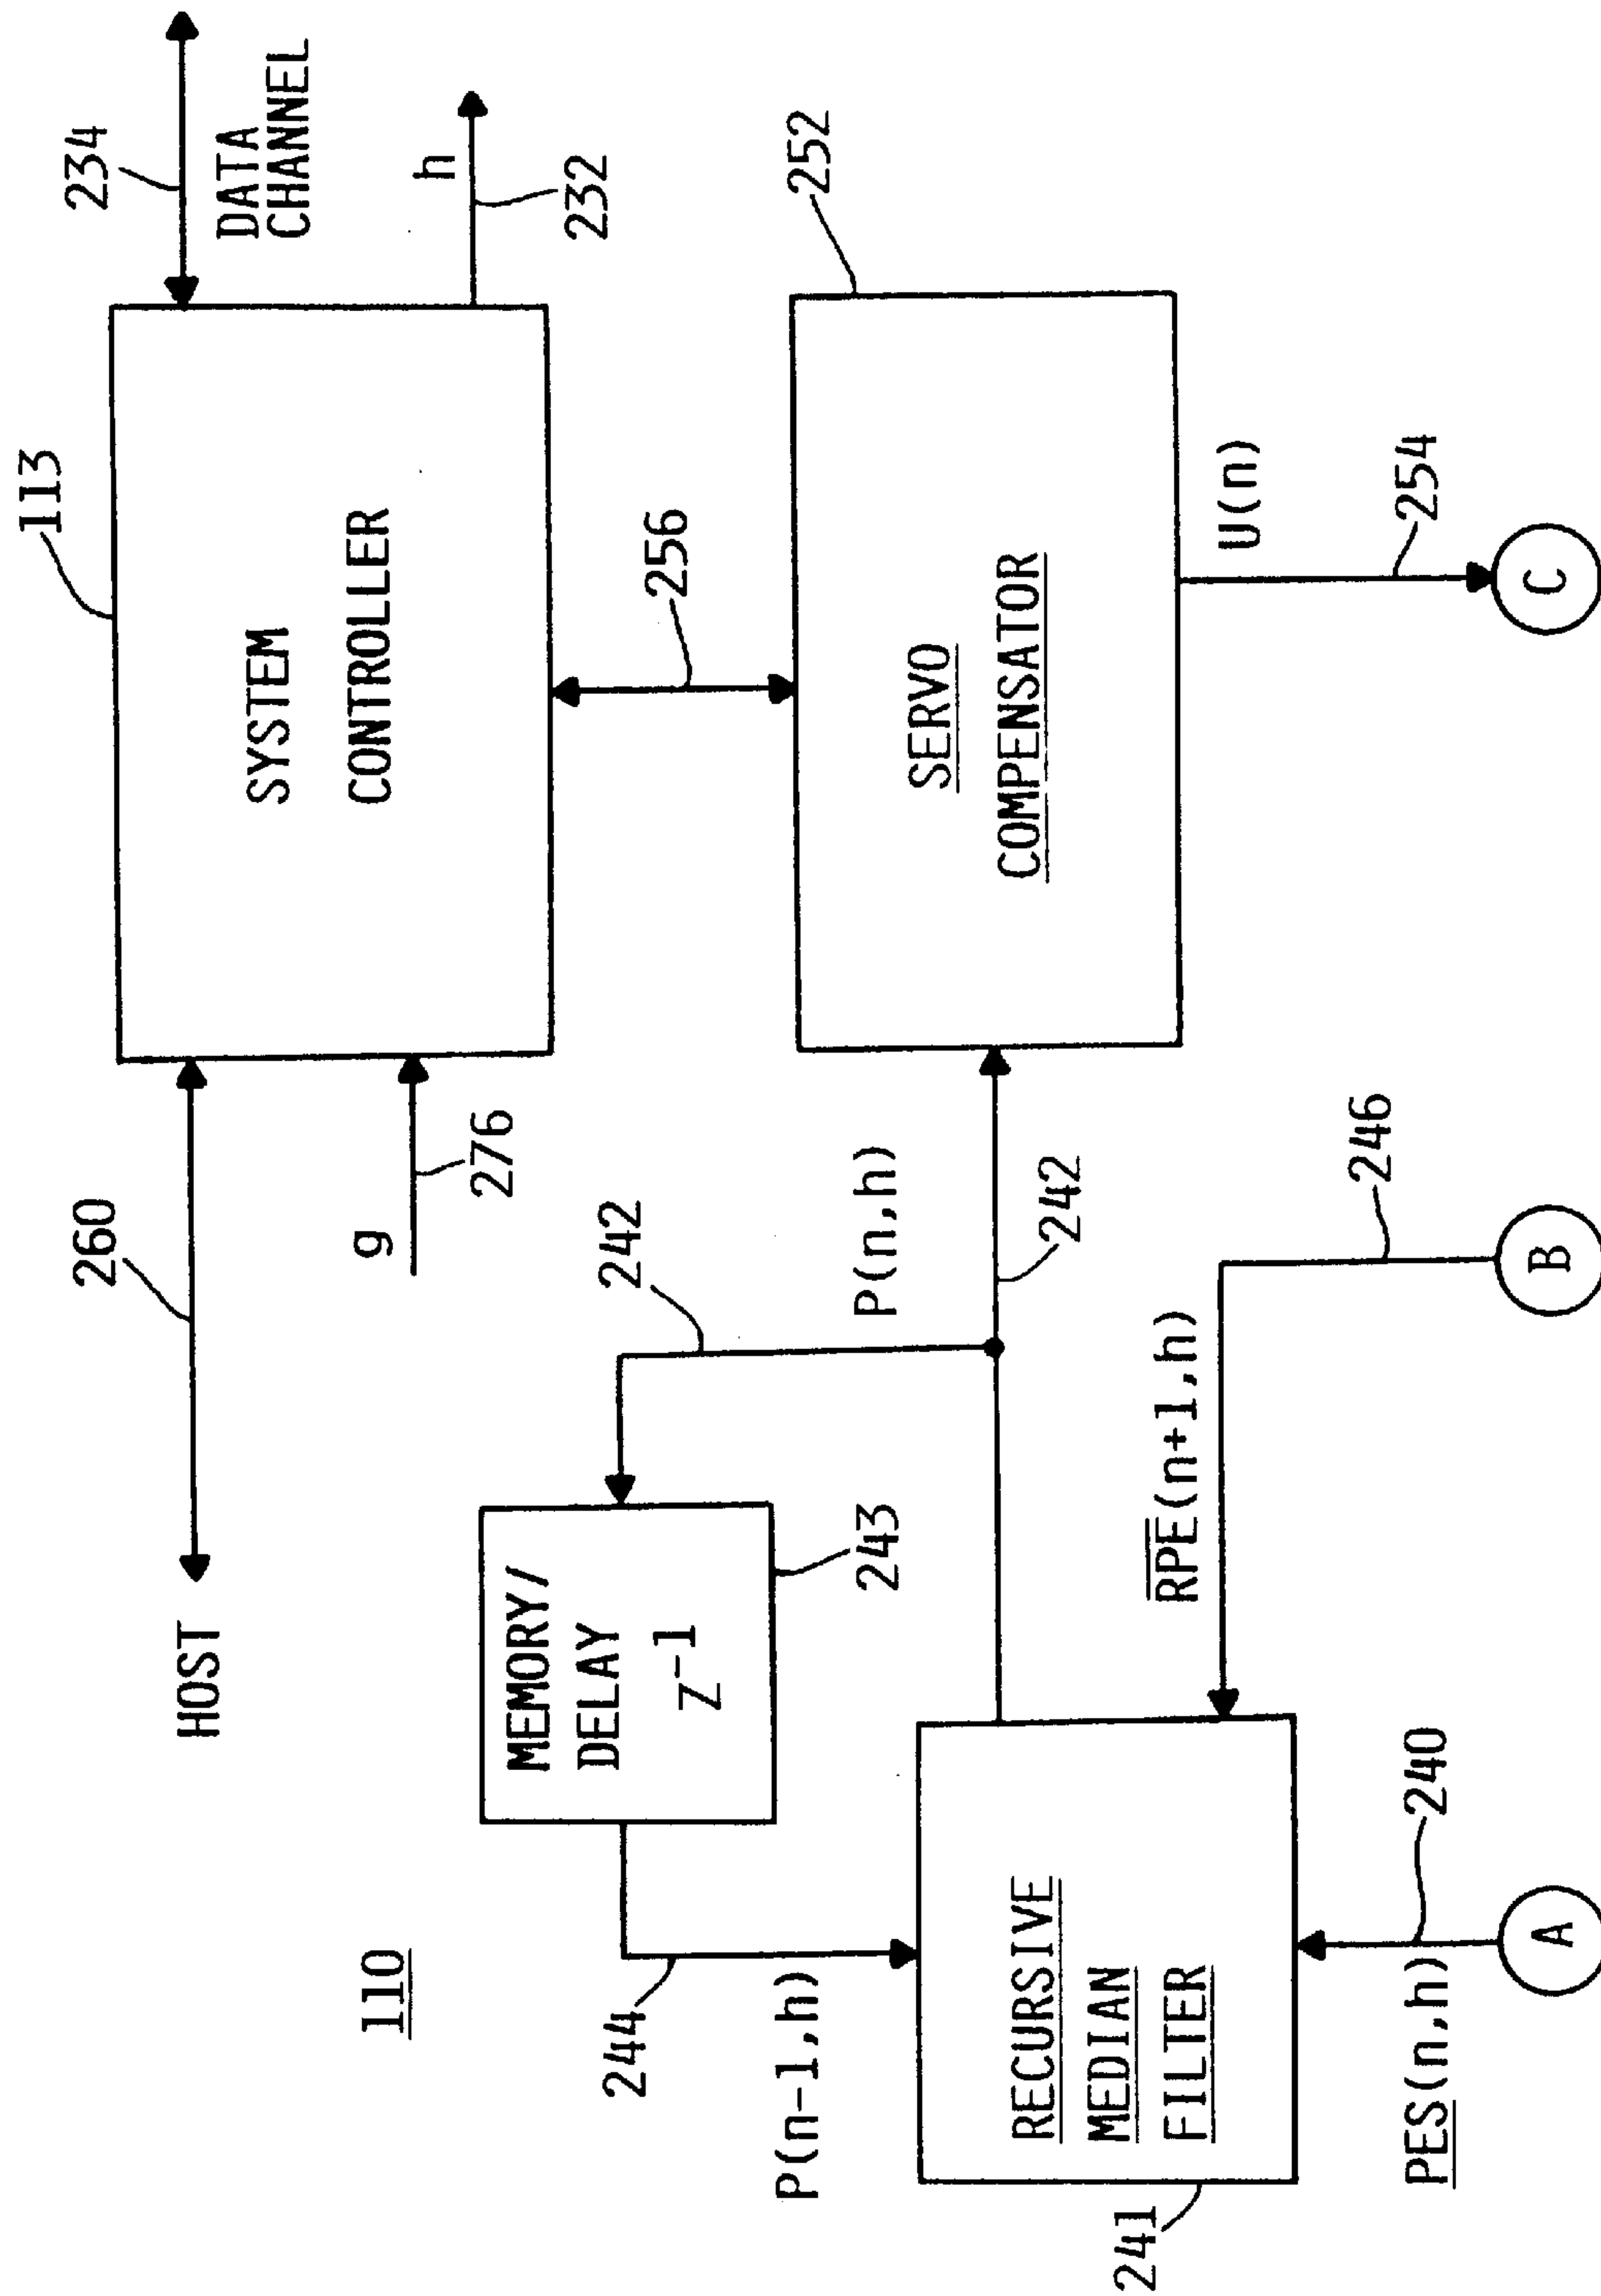 113
234
SYSTEM
CONTROLLER
DATA
CHANNEL
h
232
260
HOST
g
276
110
256
MEMORY/
DELAY
Z-1
243
242
244
P(n-1,h)
P(n,h)
242
SERVO
COMPENSATOR
252
RECURSIVE
MEDIAN
FILTER
241
RPE(n+1,h)
246
U(n)
254
PES(n,h)
240
A
B
C